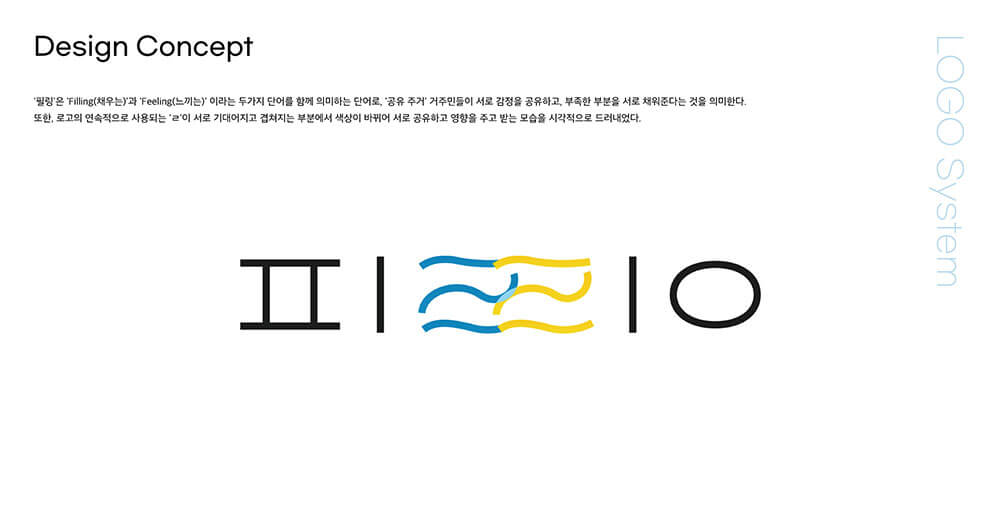 Design Concept
'필링'은 'Filling(채우는)'과 'Feeling(느끼는)' 이라는 두가지 단어를 함께 의미하는 단어로, '공유 주거' 거주민들이 서로 감정을 공유하고, 부족한 부분을 서로 채워준다는 것을 의미한다.
또한, 로고의 연속적으로 사용되는 'ㄹ'이 서로 기대어지고 겹쳐지는 부분에서 색상이 바뀌어 서로 공유하고 영향을 주고 받는 모습을 시각적으로 드러내었다.
LOGO System
ㅍㅣㄹㄹㅣㅇ